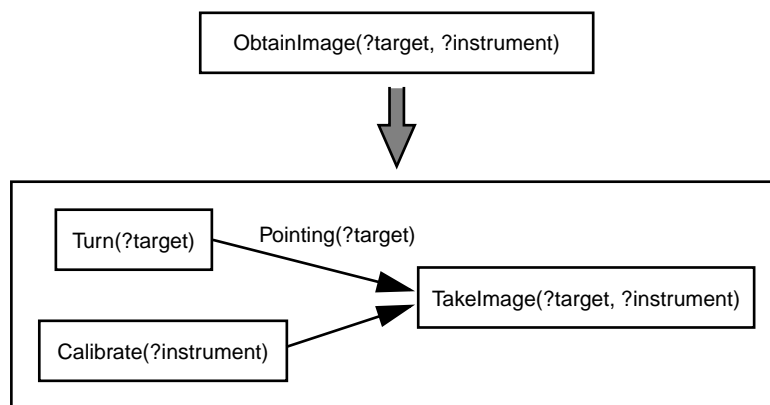 ObtainImage(?target, ?instrument)
Turn(?target)
Pointing(?target)
TakeImage(?target, ?instrument)
Calibrate(?instrument)